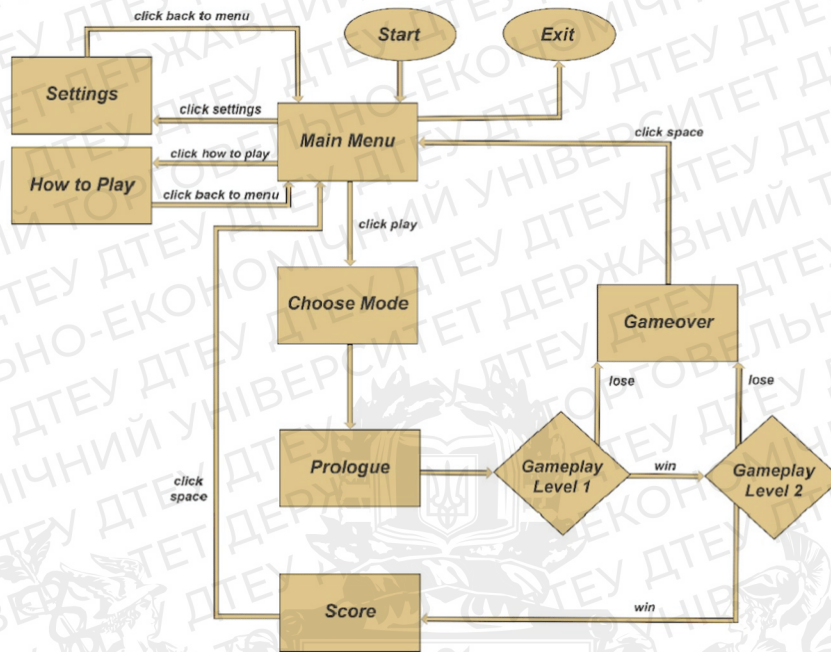 click back to menu
Start
Exit
Settings
click settings
Main Menu
click space
click how to play
How to Play
click back to menu
click play
Choose Mode
Gameover
lose
lose
Prologue
Gameplay
Level 1
win
Gameplay
Level 2
click
space
Score
win